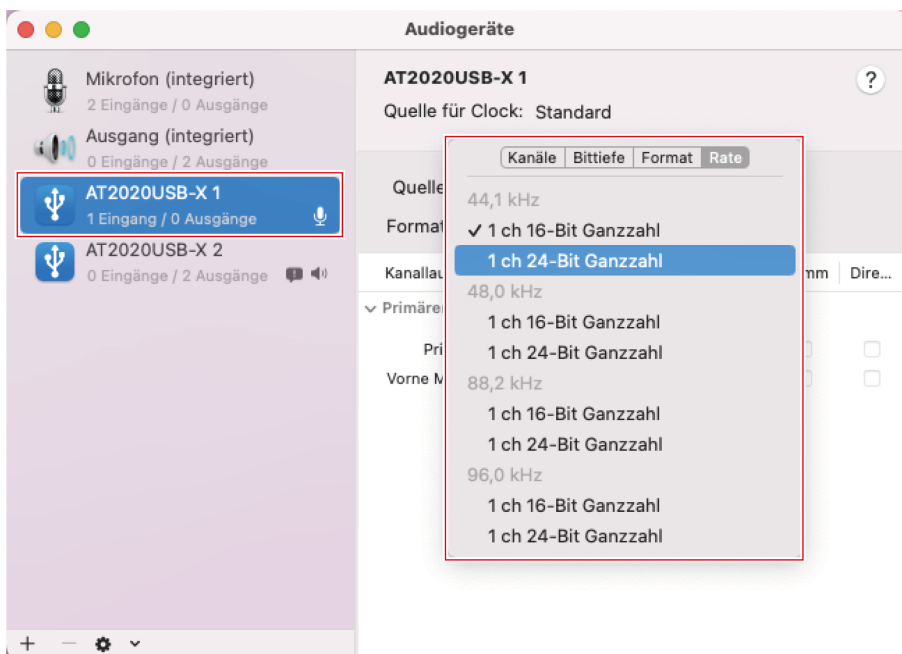 Audiogeräte
Mikrofon (integriert)
2 Eingänge / 0 Ausgänge
Ausgang (integriert)
0 Eingänge / 2 Ausgänge
AT2020USB-X 1
1 Eingang / 0 Ausgänge
AT2020USB-X 2
0 Eingänge / 2 Ausgänge
AT2020USB-X 1
?
Quelle für Clock: Standard
Quelle
Format
Kanallau
mm
Dire...
Primären
Pri
Vorne M
Kanäle
Bittiefe
Format
Rate
44,1 kHz
✓ 1 ch 16-Bit Ganzzahl
1 ch 24-Bit Ganzzahl
48,0 kHz
1 ch 16-Bit Ganzzahl
1 ch 24-Bit Ganzzahl
88,2 kHz
1 ch 16-Bit Ganzzahl
1 ch 24-Bit Ganzzahl
96,0 kHz
1 ch 16-Bit Ganzzahl
1 ch 24-Bit Ganzzahl